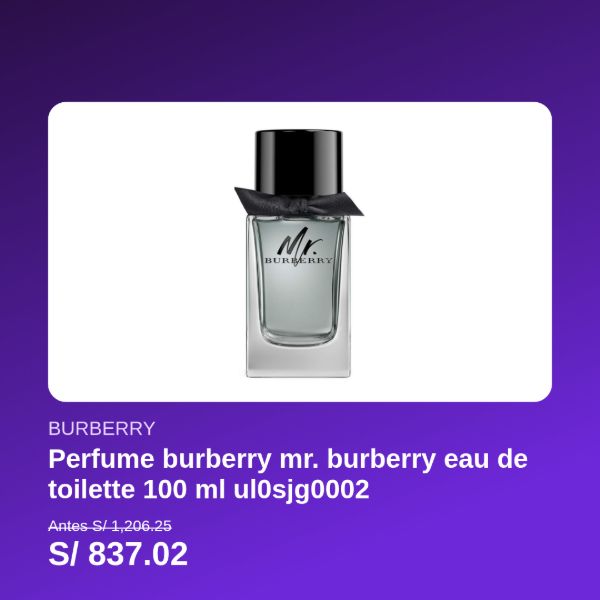 Mr.
BURBERRY
BURBERRY
Perfume burberry mr. burberry eau de
toilette 100 ml ul0sjg0002
Antes S/ 1,206.25
S/ 837.02